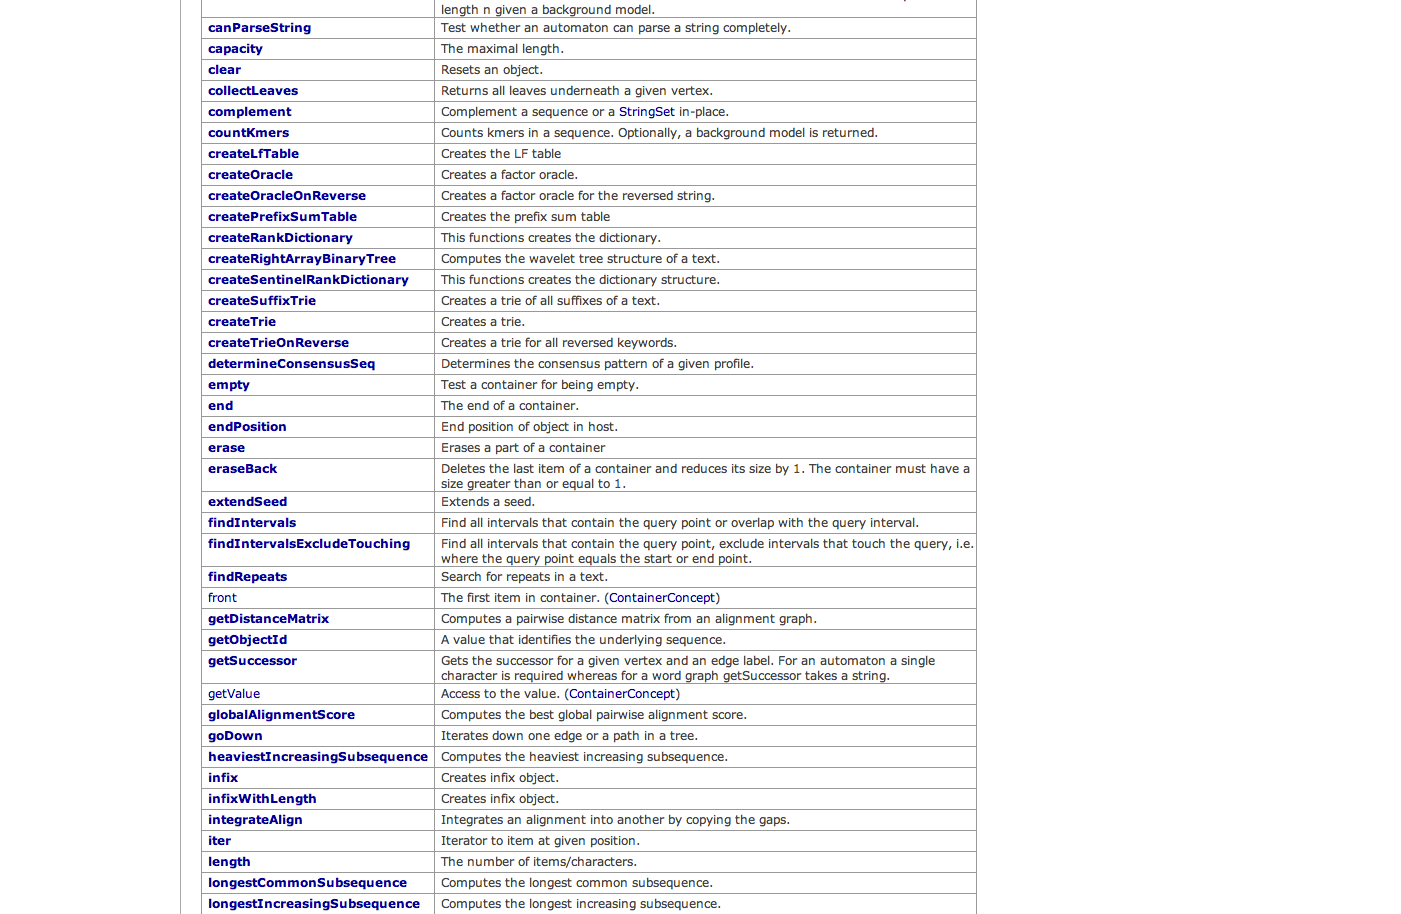 length n given a background model.
canParseString Test whether an automaton can parse a string completely.
capacity The maximal length.
clear Resets an object.
collectLeaves Returns all leaves underneath a given vertex.
complement Complement a sequence or a StringSet in-place.
countKmers Counts kmers in a sequence. Optionally, a background model is returned.
createLfTable Creates the LF table
createOracle Creates a factor oracle.
createOracleOnReverse Creates a factor oracle for the reversed string.
createPrefixSumTable Creates the prefix sum table
createRankDictionary This functions creates the dictionary.
createRightArrayBinaryTree Computes the wavelet tree structure of a text.
createSentinelRankDictionary This functions creates the dictionary structure.
createSuffixTrie Creates a trie of all suffixes of a text.
createTrie Creates a trie.
createTrieOnReverse Creates a trie for all reversed keywords.
determineConsensusSeq Determines the consensus pattern of a given profile.
empty Test a container for being empty.
end The end of a container.
endPosition End position of object in host.
erase Erases a part of a container
eraseBack Deletes the last item of a container and reduces its size by 1. The container must have a
size greater than or equal to 1.
extendSeed Extends a seed.
findIntervals Find all intervals that contain the query point or overlap with the query interval.
findIntervalsExcludeTouching Find all intervals that contain the query point, exclude intervals that touch the query, i.e.
where the query point equals the start or end point.
findRepeats Search for repeats in a text.
front The first item in container. (ContainerConcept)
getDistanceMatrix Computes a pairwise distance matrix from an alignment graph.
getObjectId A value that identifies the underlying sequence.
getSuccessor Gets the successor for a given vertex and an edge label. For an automaton a single
character is required whereas for a word graph getSuccessor takes a string.
getValue Access to the value. (ContainerConcept)
globalAlignmentScore Computes the best global pairwise alignment score.
goDown Iterates down one edge or a path in a tree.
heaviestIncreasingSubsequence Computes the heaviest increasing subsequence.
infix Creates infix object.
infixWithLength Creates infix object.
integrateAlign Integrates an alignment into another by copying the gaps.
iter Iterator to item at given position.
length The number of items/characters.
longestCommonSubsequence Computes the longest common subsequence.
longestIncreasingSubsequence Computes the longest increasing subsequence.